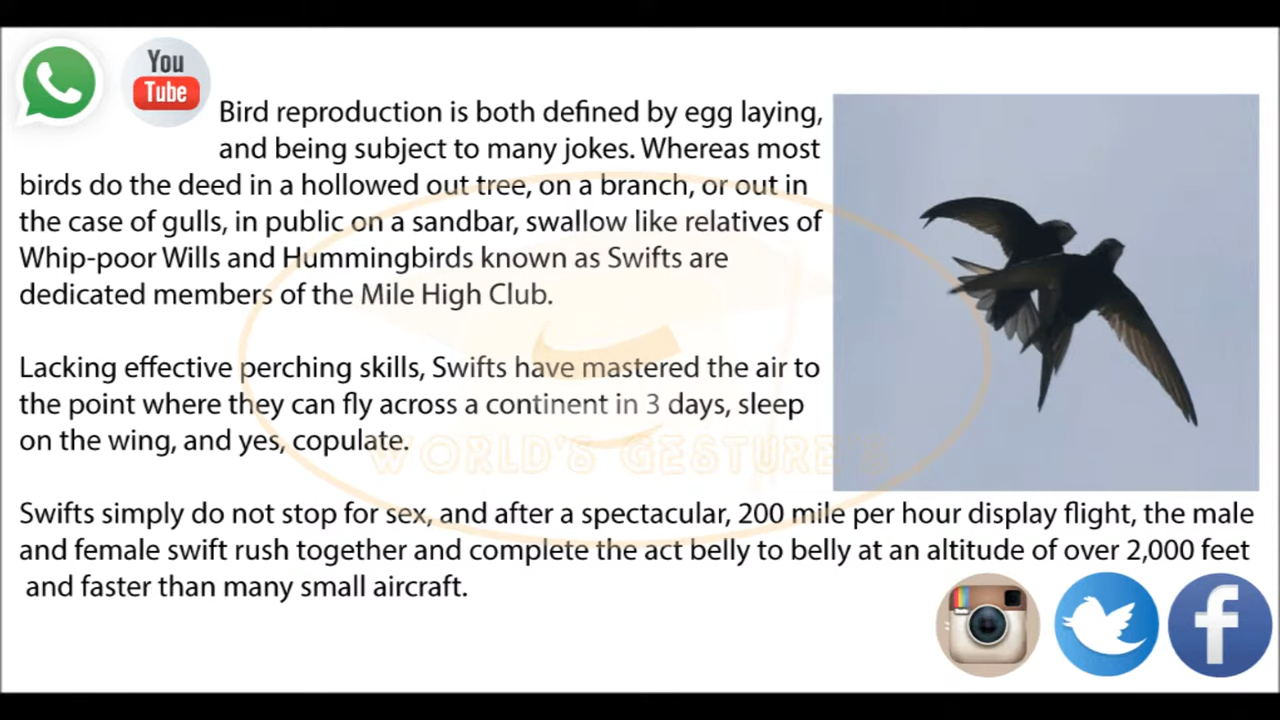 You
Tube
Bird reproduction is both defined by egg laying,
and being subject to many jokes. Whereas most
birds do the deed in a hollowed out tree, on a branch, or out in
the case of gulls, in public on a sandbar, swallow like relatives of
Whip-poor Wills and Hummingbirds known as Swifts are
dedicated members of the Mile High Club.
Lacking effective perching skills, Swifts have mastered the air to
the point where they can fly across a continent in 3 days, sleep
on the wing, and yes, copulate.
WORLD'S GESTURE'S
Swifts simply do not stop for sex, and after a spectacular, 200 mile per hour display flight, the male
and female swift rush together and complete the act belly to belly at an altitude of over 2,000 feet
and faster than many small aircraft.